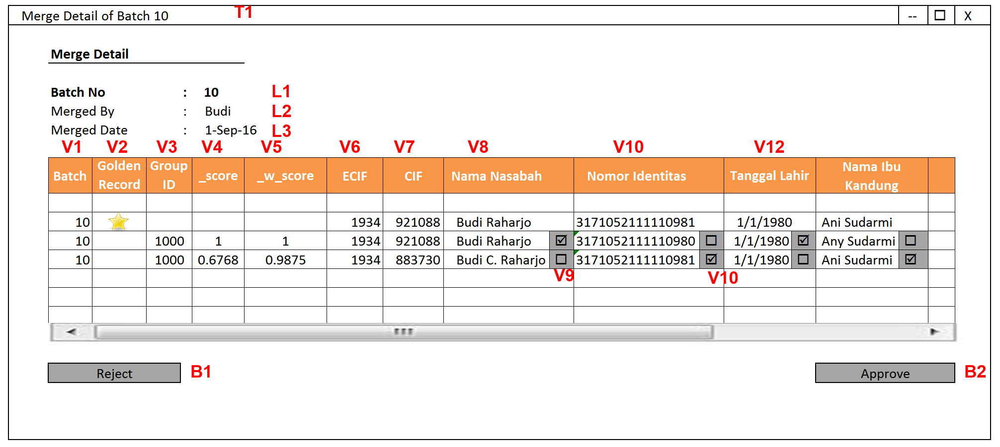 Merge Detail of Batch 10 T1 -- X
Merge Detail
Batch No : 10 L1
Merged By : Budi L2
Merged Date : 1-Sep-16 L3
V1 V2 V3 V4 V5 V6 V7 V8 V10 V12
Batch Golden Record Group ID _score _w_score ECIF CIF Nama Nasabah Nomor Identitas Tanggal Lahir Nama Ibu Kandung
10 1934 921088 Budi Raharjo 3171052111110981 1/1/1980 Ani Sudarmi
10 1000 1 1 1934 921088 Budi Raharjo 3171052111110980 1/1/1980 Any Sudarmi
10 1000 0.6768 0.9875 1934 883730 Budi C. Raharjo 3171052111110981 1/1/1980 Ani Sudarmi
V9 V10
Reject B1 Approve B2